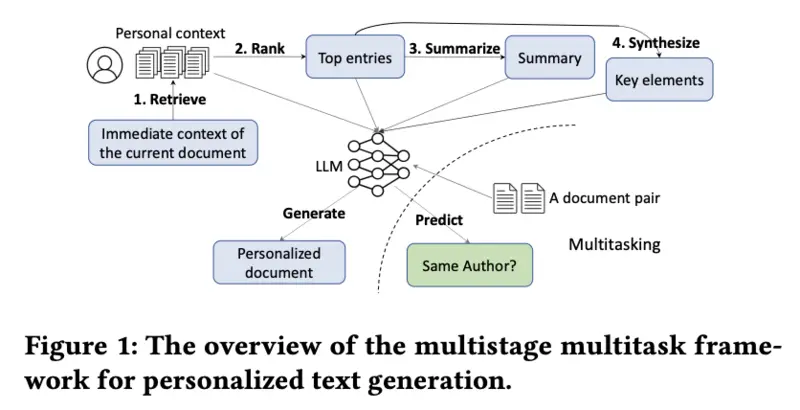 Personal context
2. Rank
Top entries
3. Summarize
Summary
4. Synthesize
Key elements
1. Retrieve
Immediate context of
the current document
LLM
A document pair
Generate
Predict
Multitasking
Personalized
document
Same Author?
Figure 1: The overview of the multistage multitask frame-
work for personalized text generation.